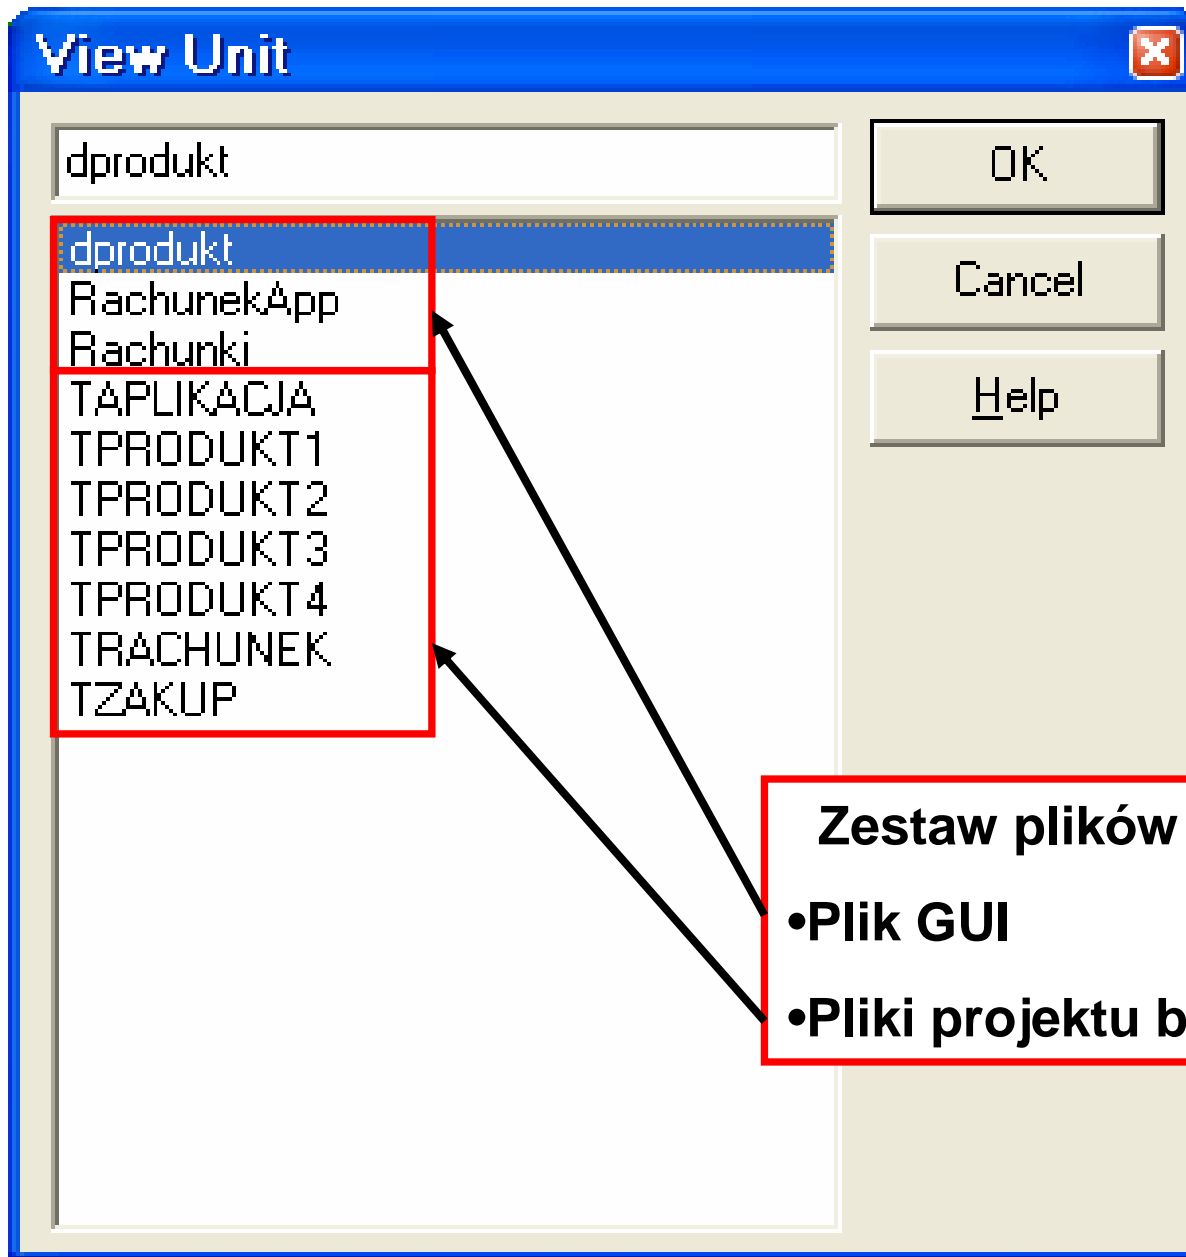 View Unit
dprodukt
OK
dprodukt
Cancel
RachunekApp
Rachunki
TAPLIKACJA
Help
TPRODUKT1
TPRODUKT2
TPRODUKT3
TPRODUKT4
TRACHUNEK
TZAKUP
Zestaw plików
•Plik GUI
•Pliki projektu b